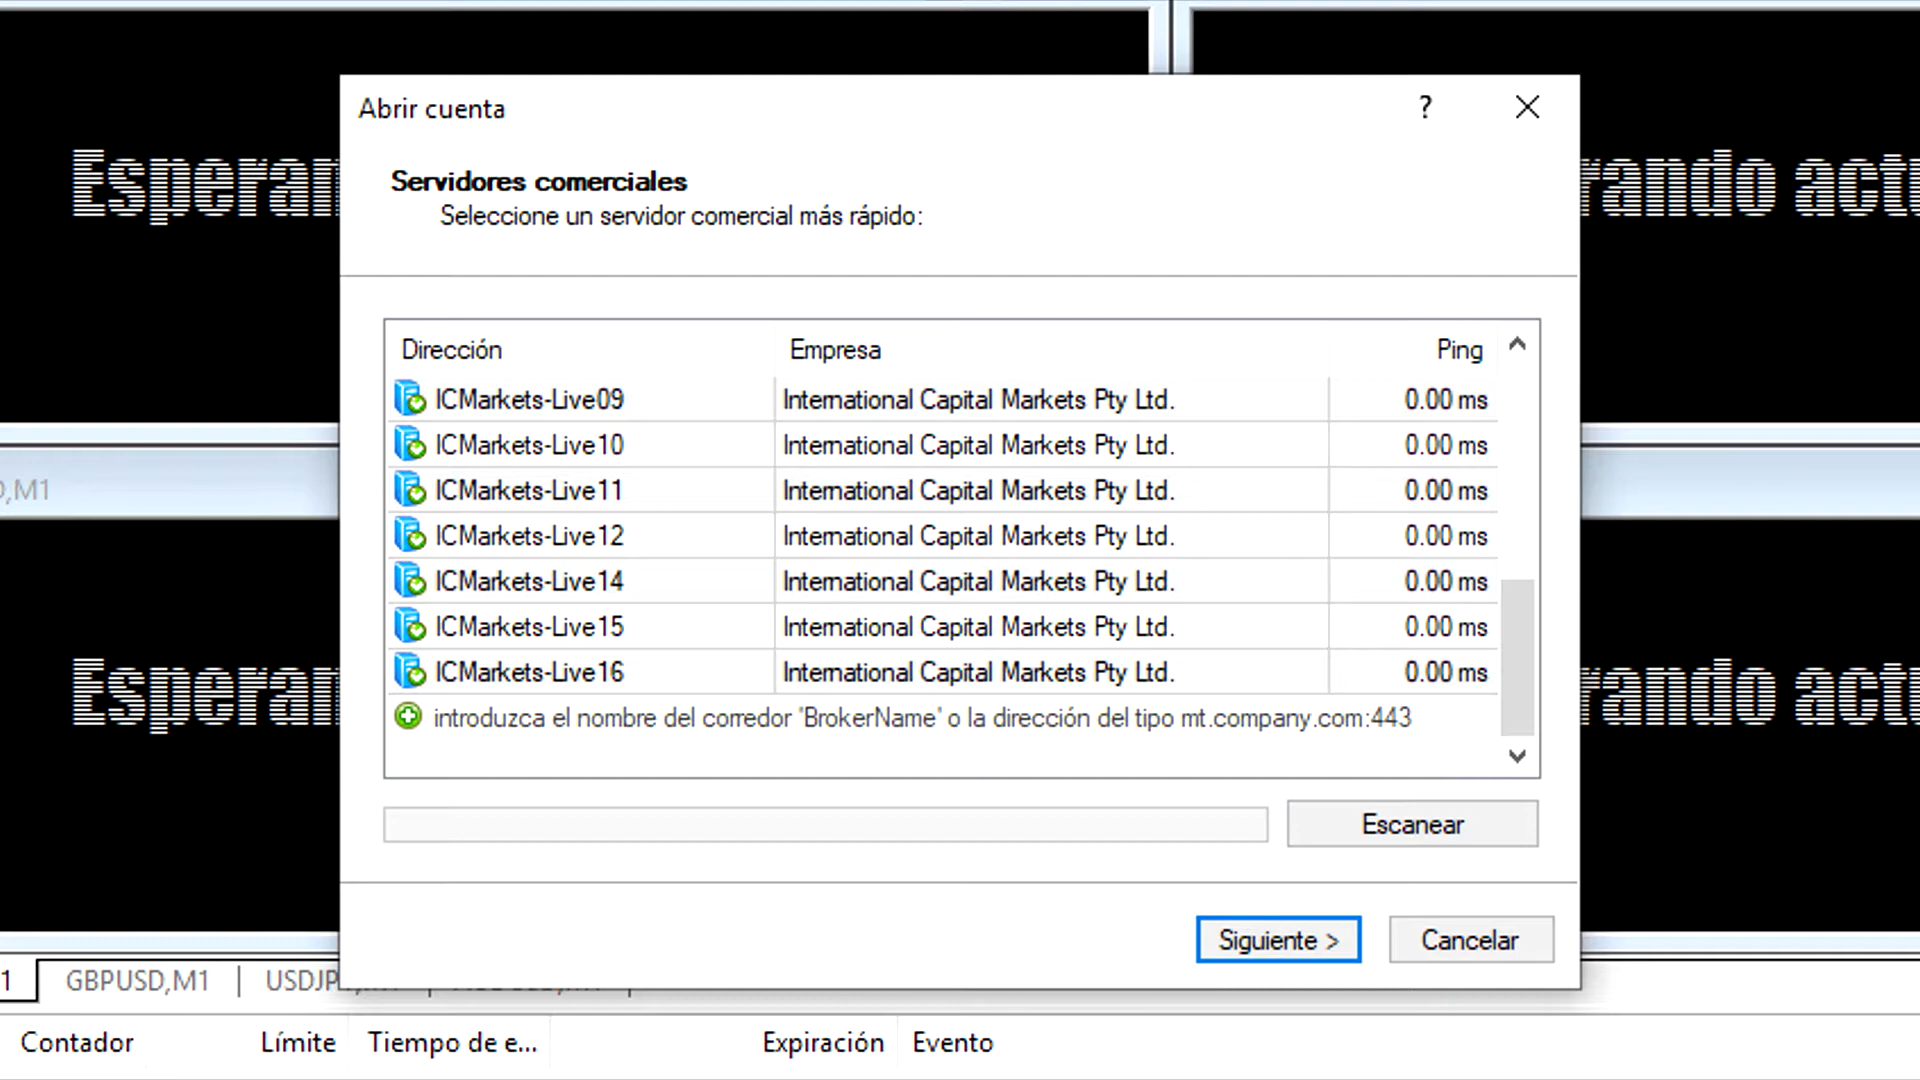 Abrir cuenta
?
Servidores comerciales
Seleccione un servidor comercial más rápido:
Dirección Empresa Ping
ICMarkets-Live09 International Capital Markets Pty Ltd. 0.00 ms
ICMarkets-Live10 International Capital Markets Pty Ltd. 0.00 ms
ICMarkets-Live11 International Capital Markets Pty Ltd. 0.00 ms
ICMarkets-Live12 International Capital Markets Pty Ltd. 0.00 ms
ICMarkets-Live14 International Capital Markets Pty Ltd. 0.00 ms
ICMarkets-Live15 International Capital Markets Pty Ltd. 0.00 ms
ICMarkets-Live16 International Capital Markets Pty Ltd. 0.00 ms
introduzca el nombre del corredor 'BrokerName' o la dirección del tipo mt.company.com:443
Escanear
Siguiente > Cancelar
Esperan rando actu
,M1
Esperan rando actu
1 GBPUSD,M1 USDJP
Contador Límite Tiempo de e... Expiración Evento